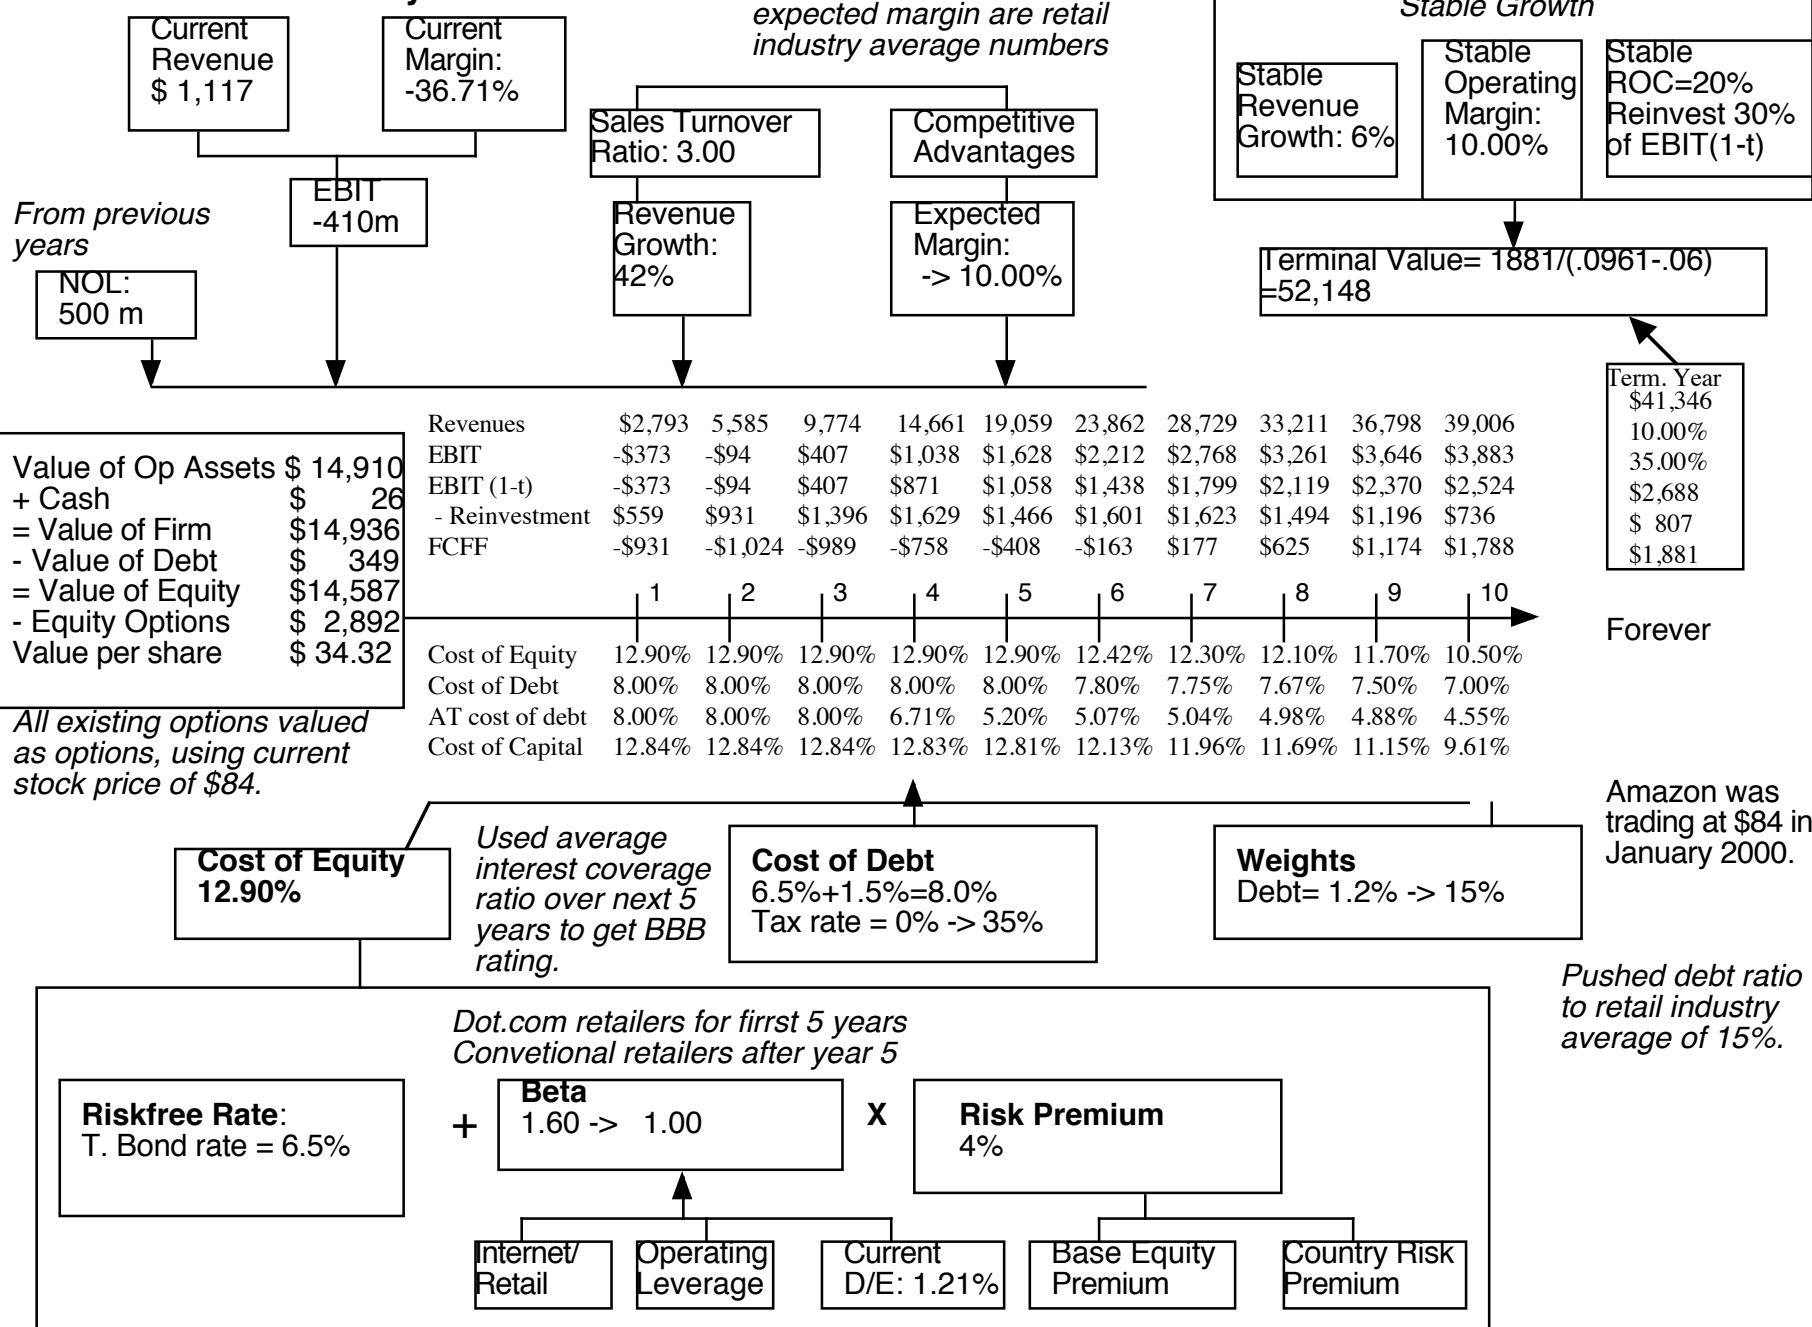 expected margin are retail
industry average numbers
Stable Growth
Current
Revenue
$ 1,117
Current
Margin:
-36.71%
Stable
Revenue
Growth: 6%
Stable
Operating
Margin:
10.00%
Stable
ROC=20%
Reinvest 30%
of EBIT(1-t)
Sales Turnover
Ratio: 3.00
Competitive
Advantages
From previous
years
NOL:
500 m
EBIT
-410m
Revenue
Growth:
42%
Expected
Margin:
-> 10.00%
Terminal Value= 1881/(.0961-.06)
=52,148
Term. Year
$41,346
10.00%
35.00%
$2,688
$ 807
$1,881
Revenues $2,793 5,585 9,774 14,661 19,059 23,862 28,729 33,211 36,798 39,006
EBIT -$373 -$94 $407 $1,038 $1,628 $2,212 $2,768 $3,261 $3,646 $3,883
EBIT (1-t) -$373 -$94 $407 $871 $1,058 $1,438 $1,799 $2,119 $2,370 $2,524
- Reinvestment $559 $931 $1,396 $1,629 $1,466 $1,601 $1,623 $1,494 $1,196 $736
FCFF -$931 -$1,024 -$989 -$758 -$408 -$163 $177 $625 $1,174 $1,788
1 2 3 4 5 6 7 8 9 10
Forever
Value of Op Assets $ 14,910
+ Cash $ 26
= Value of Firm $14,936
- Value of Debt $ 349
= Value of Equity $14,587
- Equity Options $ 2,892
Value per share $ 34.32
Cost of Equity 12.90% 12.90% 12.90% 12.90% 12.90% 12.42% 12.30% 12.10% 11.70% 10.50%
Cost of Debt 8.00% 8.00% 8.00% 8.00% 8.00% 7.80% 7.75% 7.67% 7.50% 7.00%
AT cost of debt 8.00% 8.00% 8.00% 6.71% 5.20% 5.07% 5.04% 4.98% 4.88% 4.55%
Cost of Capital 12.84% 12.84% 12.84% 12.83% 12.81% 12.13% 11.96% 11.69% 11.15% 9.61%
All existing options valued
as options, using current
stock price of $84.
Cost of Equity
12.90%
Used average
interest coverage
ratio over next 5
years to get BBB
rating.
Cost of Debt
6.5%+1.5%=8.0%
Tax rate = 0% -> 35%
Weights
Debt= 1.2% -> 15%
Amazon was
trading at $84 in
January 2000.
Pushed debt ratio
to retail industry
average of 15%.
Dot.com retailers for firrst 5 years
Convetional retailers after year 5
Riskfree Rate:
T. Bond rate = 6.5%
+
Beta
1.60 -> 1.00
X
Risk Premium
4%
Internet/
Retail
Operating
Leverage
Current
D/E: 1.21%
Base Equity
Premium
Country Risk
Premium